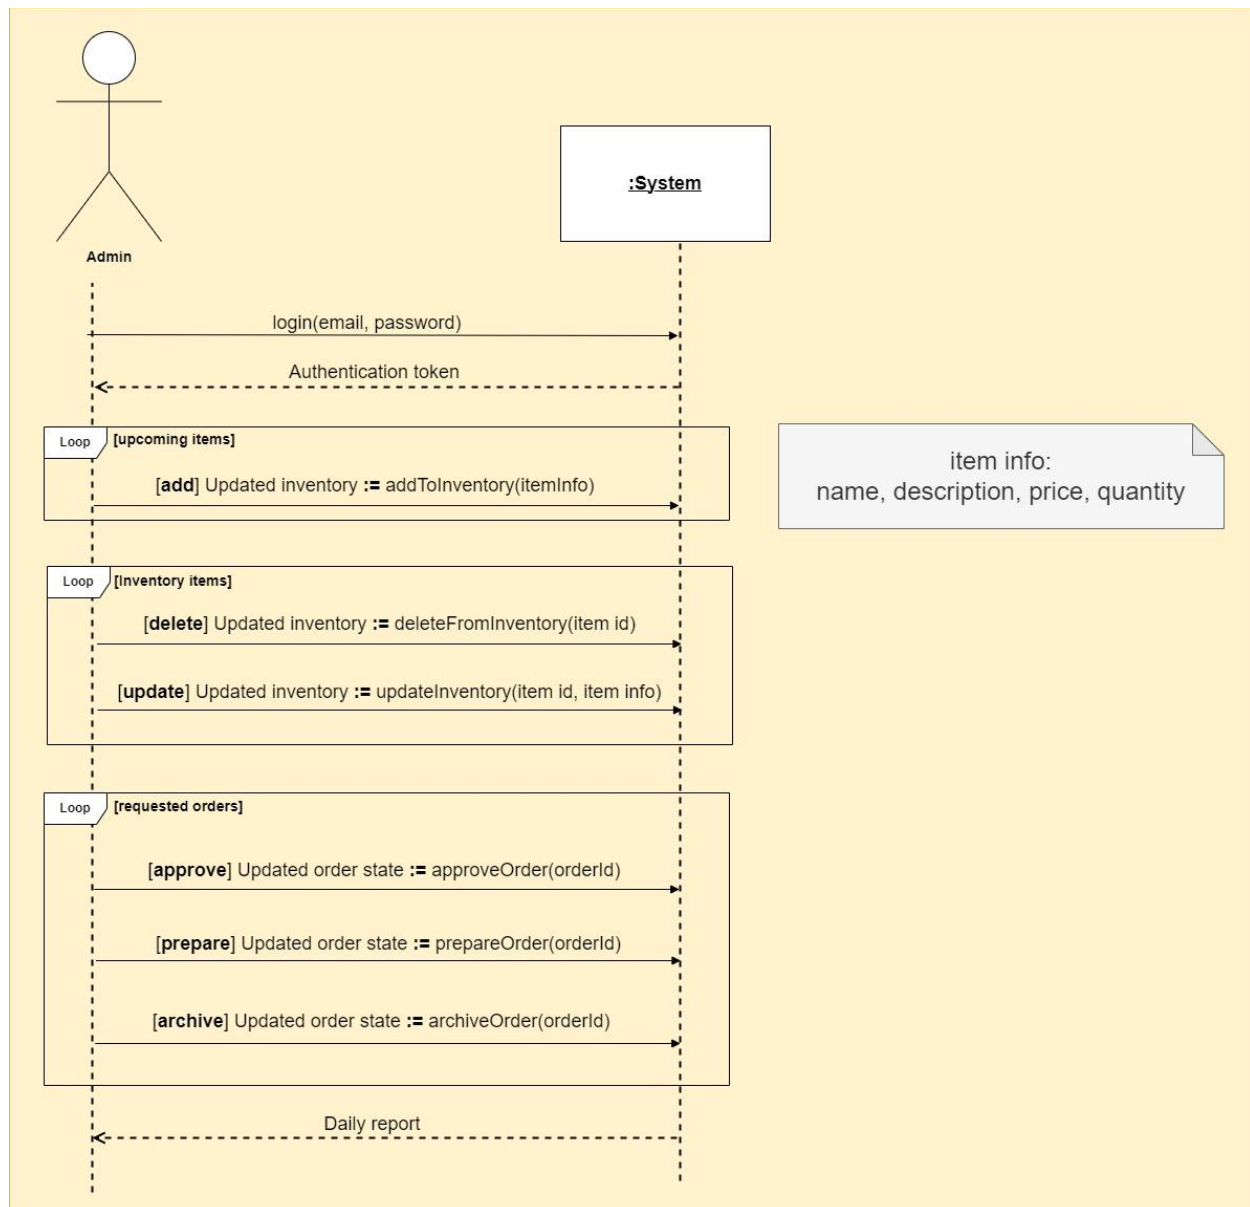 :System
Admin
login(email, password)
Authentication token
Loop
[upcoming items]
[add] Updated inventory := addToInventory(itemInfo)
item info:
name, description, price, quantity
Loop
[Inventory items]
[delete] Updated inventory := deleteFromInventory(item id)
[update] Updated inventory := updateInventory(item id, item info)
Loop
[requested orders]
[approve] Updated order state := approveOrder(orderId)
[prepare] Updated order state := prepareOrder(orderId)
[archive] Updated order state := archiveOrder(orderId)
Daily report